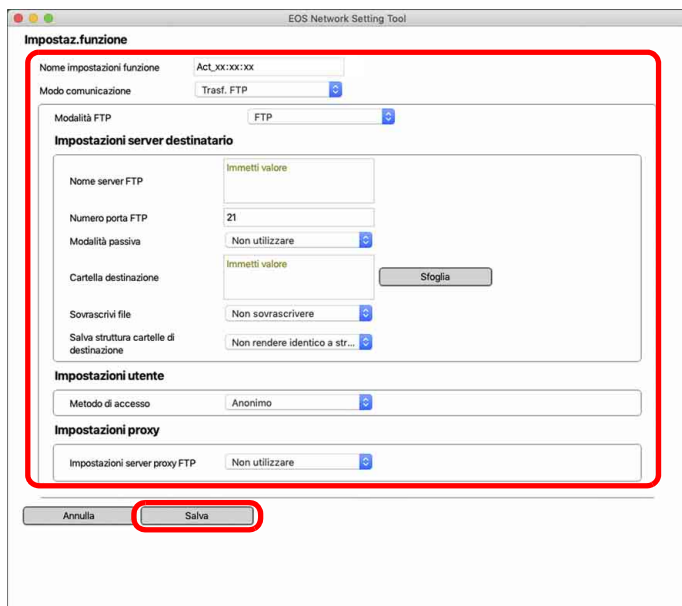 EOS Network Setting Tool
Impostaz.funzione
Nome impostazioni funzione Act_xx:xx:xx
Modo comunicazione Trasf. FTP
Modalità FTP FTP
Impostazioni server destinatario
Nome server FTP Immetti valore
Numero porta FTP 21
Modalità passiva Non utilizzare
Cartella destinazione Immetti valore Sfoglia
Sovrascrivi file Non sovrascrivere
Salva struttura cartelle di
destinazione Non rendere identico a str...
Impostazioni utente
Metodo di accesso Anonimo
Impostazioni proxy
Impostazioni server proxy FTP Non utilizzare
Annulla Salva